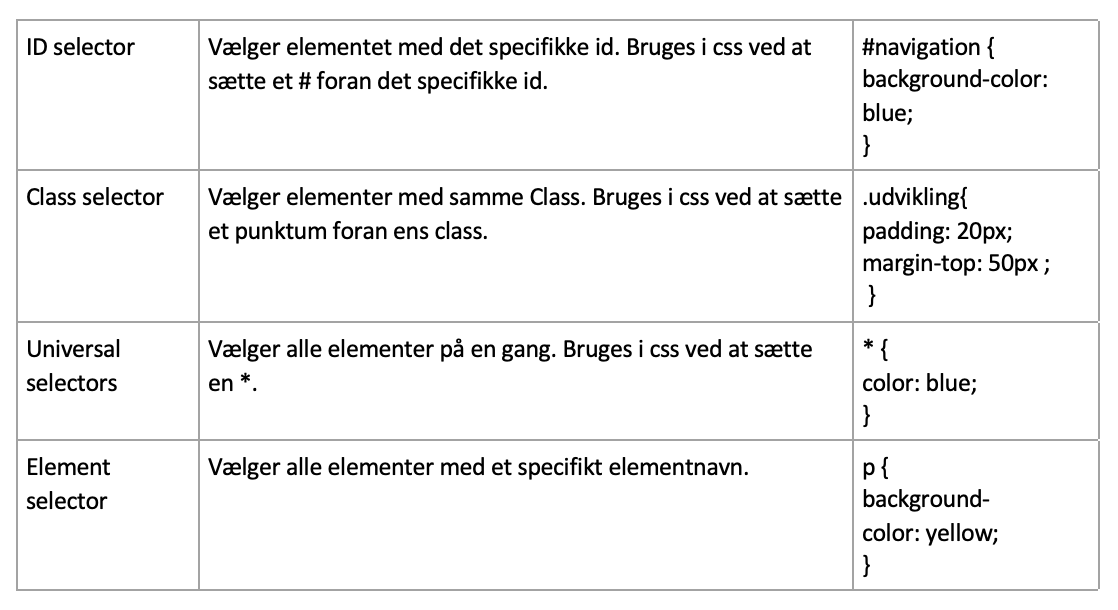 ID selector
Vælger elementet med det specifikke id. Bruges i css ved at
sætte et # foran det specifikke id.
#navigation {
background-color:
blue;
}
Class selector
Vælger elementer med samme Class. Bruges i css ved at sætte
et punktum foran ens class.
.udvikling{
padding: 20px;
margin-top: 50px ;
}
Universal
selectors
Vælger alle elementer på en gang. Bruges i css ved at sætte
en *.
* {
color: blue;
}
Element
selector
Vælger alle elementer med et specifikt elementnavn.
p {
background-
color: yellow;
}